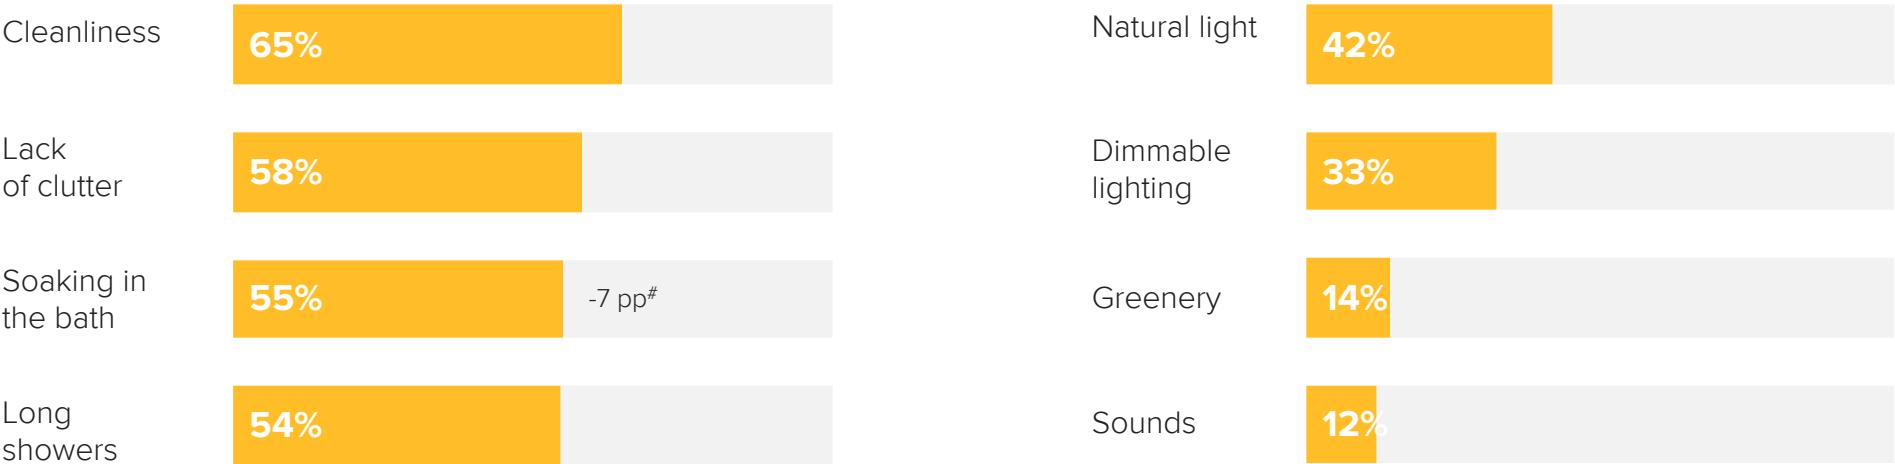 Cleanliness
65%
Lack
of clutter
58%
Soaking in
the bath
55%
-7 pp#
Long
showers
54%
Natural light
42%
Dimmable
lighting
33%
Greenery
14%
Sounds
12%